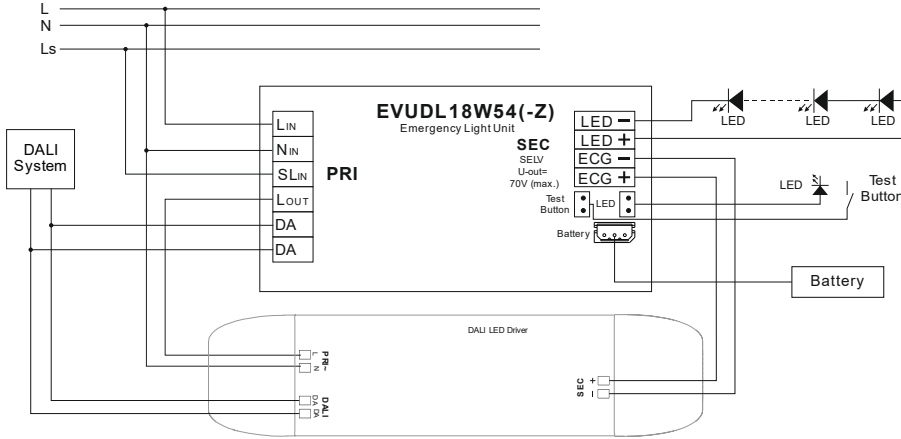 L
N
Ls
EVUDL18W54(-Z)
Emergency Light Unit
LIN
NIN
SLIN
LOUT
DA
DA
PRI
SEC
SELV
U-out=
70V (max.)
LED −
LED +
ECG −
ECG +
Test
Button
LED
Battery
DALI
System
LED
LED
LED
LED
Test
Button
Battery
DALI LED Driver
L
N
PRI~
DA
DA
DALI
SEC
+
−